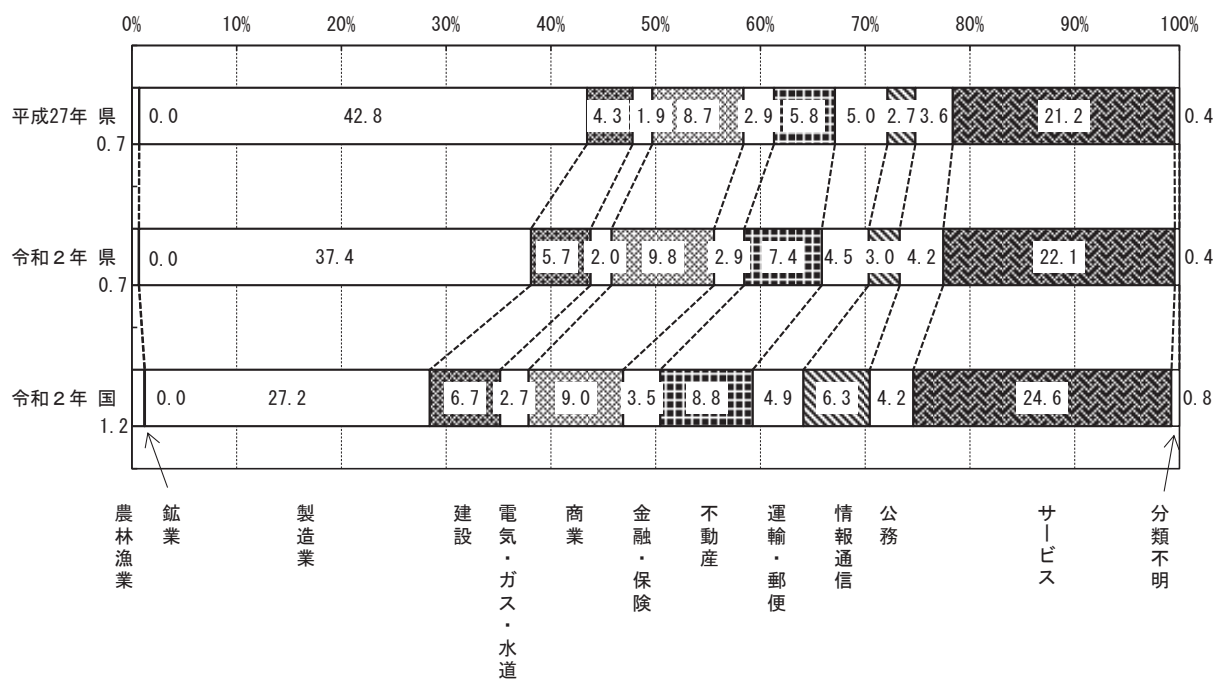 0% 10% 20% 30% 40% 50% 60% 70% 80% 90% 100%
平成27年 県 0.0 42.8 4.3 1.9 8.7 2.9 5.8 5.0 2.7 3.6 21.2 0.4
0.7
令和2年 県 0.0 37.4 5.7 2.0 9.8 2.9 7.4 4.5 3.0 4.2 22.1 0.4
0.7
令和2年 国 0.0 27.2 6.7 2.7 9.0 3.5 8.8 4.9 6.3 4.2 24.6 0.8
1.2
農林漁業
鉱業
製造業
建設
電気・ガス・水道
商業
金融・保険
不動産
運輸・郵便
情報通信
公務
サービス
分類不明